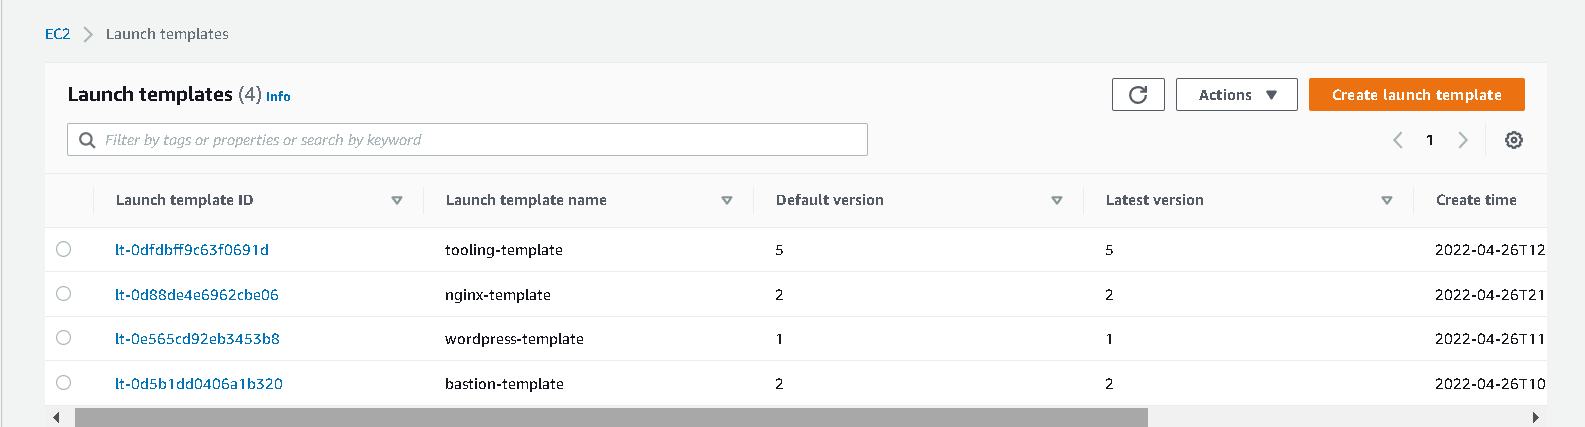 EC2 Launch templates
Launch templates (4) Info Actions Create launch template
Filter by tags or properties or search by keyword 1
Launch template ID Launch template name Default version Latest version Create time
lt-0dfdbff9c63f0691d tooling-template 5 5 2022-04-26T12
lt-0d88de4e6962cbe06 nginx-template 2 2 2022-04-26T21
lt-0e565cd92eb3453b8 wordpress-template 1 1 2022-04-26T11
lt-0d5b1dd0406a1b320 bastion-template 2 2 2022-04-26T10